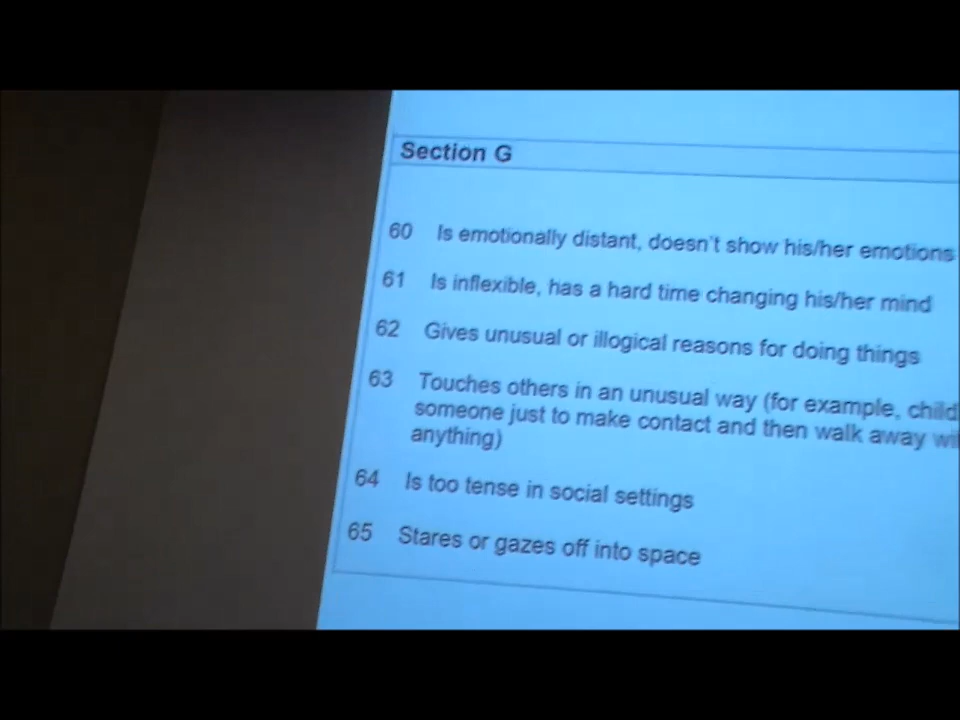 Section G
60 Is emotionally distant, doesn't show his/her emotions
61 Is inflexible, has a hard time changing his/her mind
62 Gives unusual or illogical reasons for doing things
63 Touches others in an unusual way (for example, child
someone just to make contact and then walk away
anything)
64 Is too tense in social settings
65 Stares or gazes off into space